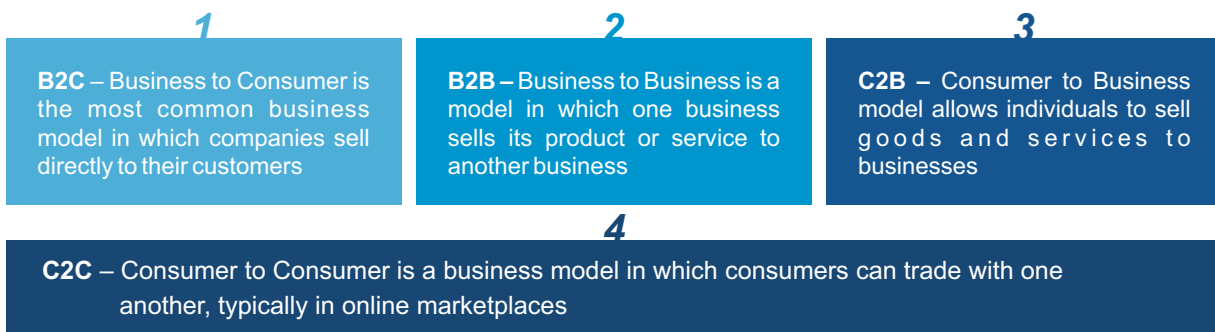 1
B2C – Business to Consumer is
the most common business
model in which companies sell
directly to their customers
2
B2B – Business to Business is a
model in which one business
sells its product or service to
another business
3
C2B – Consumer to Business
model allows individuals to sell
goods and services to
businesses
4
C2C – Consumer to Consumer is a business model in which consumers can trade with one
another, typically in online marketplaces